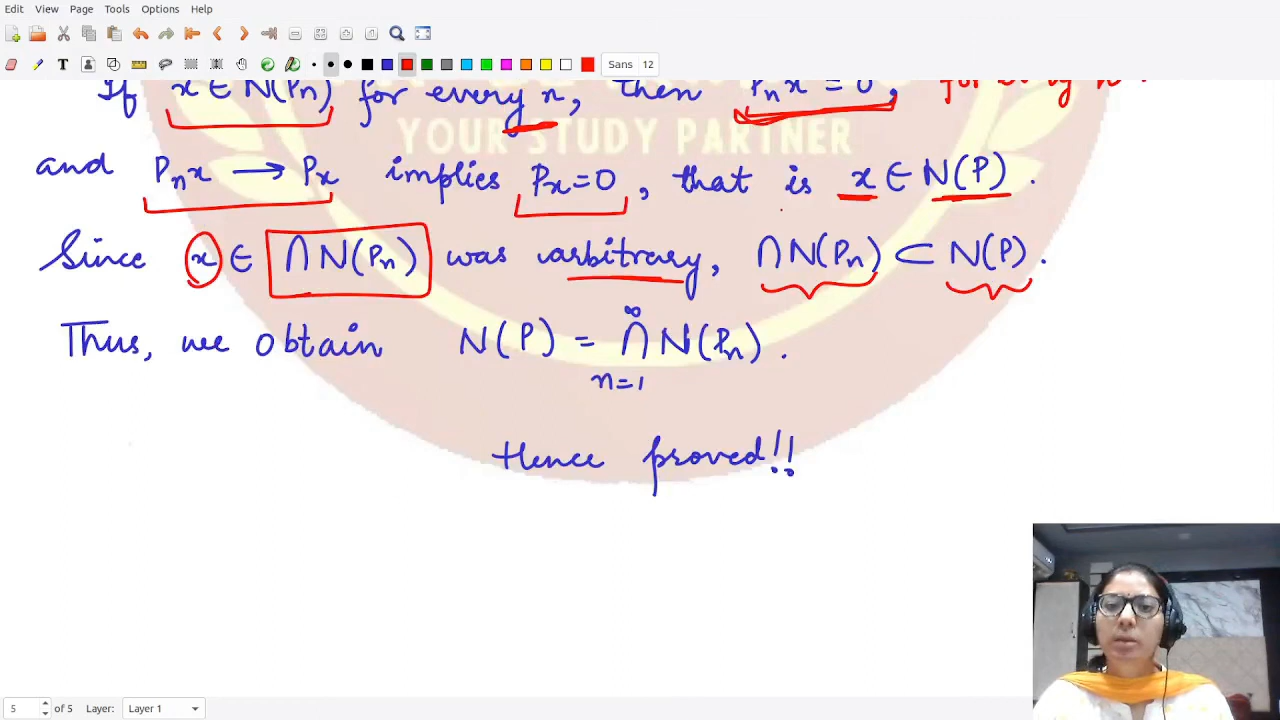 Edit View Page Tools Options Help
Sans 12
If x ∈ N(Pn) for every n, then Pnx = 0, for every n.
YOUR STUDY PARTNER
and Pnx → Px implies Px = 0, that is x ∈ N(P).
Since x ∈ ∩N(Pn) was arbitrary, ∩N(Pn) ⊂ N(P).
Thus, we obtain N(P) = ∞∩n=1 N(Pn).
Hence proved!!
5 of 5 Layer: Layer 1